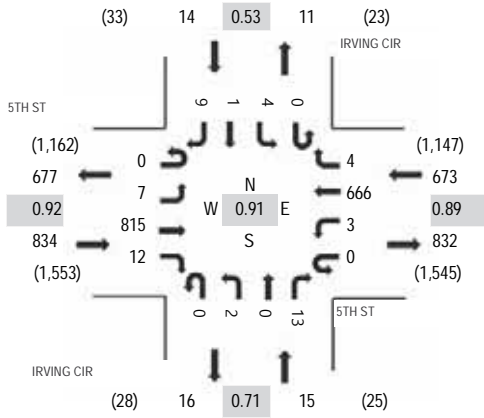 (33) 14 0.53 11 (23)
IRVING CIR
9 1 4 0
5TH ST
(1,162) (1,147)
0 4
677 673
7 N 666
0.92 W 0.91 E 0.89
815 S 3
834 832
12 0
(1,553) (1,545)
0 2 0 13
5TH ST
IRVING CIR
(28) 16 0.71 15 (25)